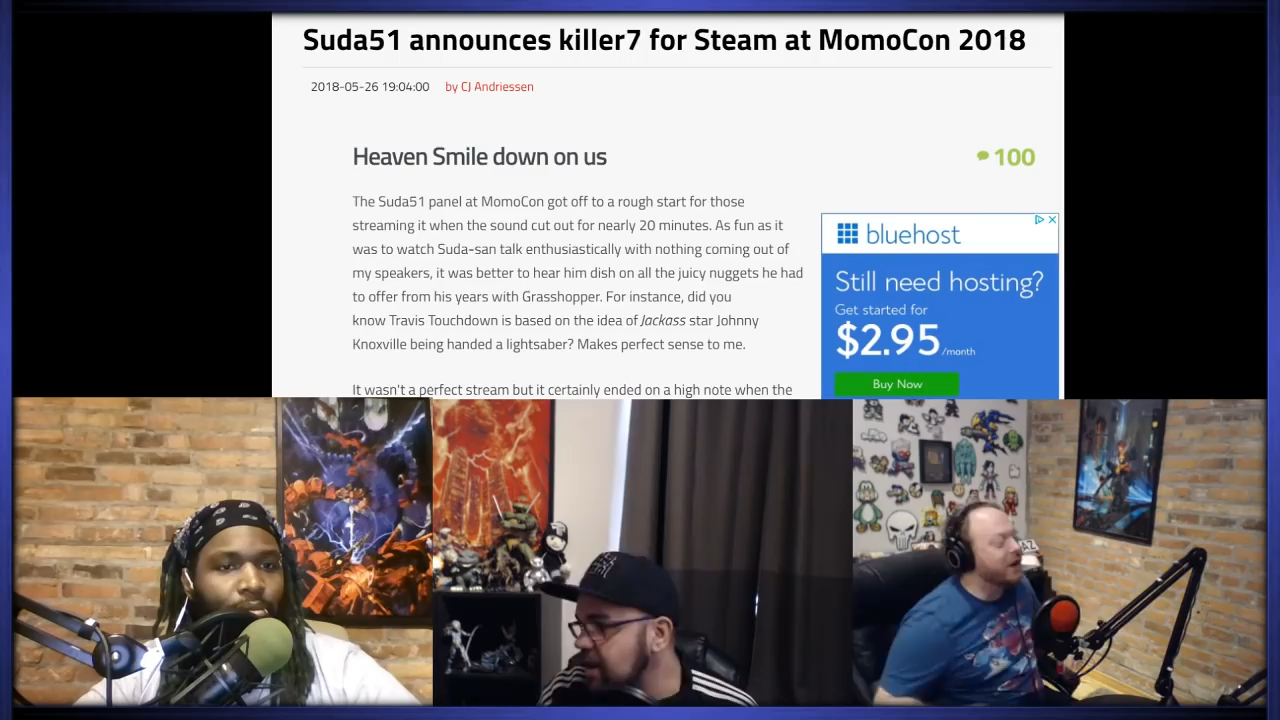 Suda51 announces killer7 for Steam at MomoCon 2018
2018-05-26 19:04:00 by CJ Andriessen
Heaven Smile down on us
100
The Suda51 panel at MomoCon got off to a rough start for those
streaming it when the sound cut out for nearly 20 minutes. As fun as it
was to watch Suda-san talk enthusiastically with nothing coming out of
my speakers, it was better to hear him dish on all the juicy nuggets he had
to offer from his years with Grasshopper. For instance, did you
know Travis Touchdown is based on the idea of Jackass star Johnny
Knoxville being handed a lightsaber? Makes perfect sense to me.
It wasn't a perfect stream but it certainly ended on a high note when the
bluehost
Still need hosting?
Get started for
$2.95/month
Buy Now